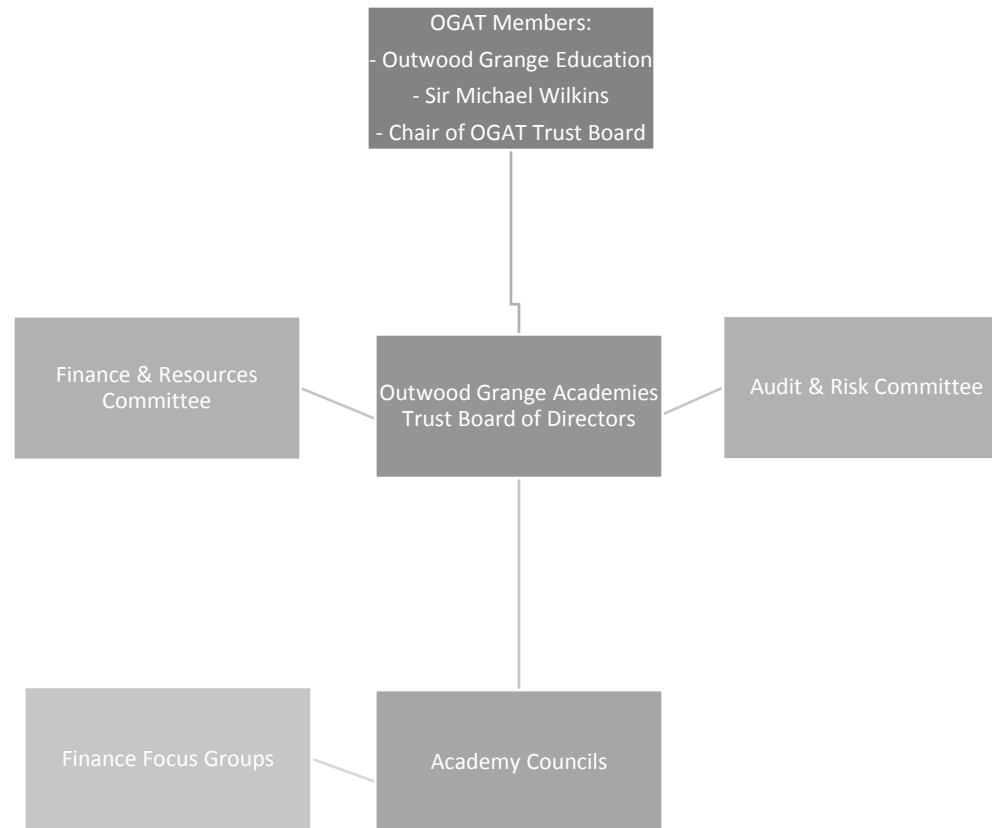 OGAT Members:
- Outwood Grange Education
- Sir Michael Wilkins
- Chair of OGAT Trust Board
Finance & Resources
Committee
Outwood Grange Academies
Trust Board of Directors
Audit & Risk Committee
Finance Focus Groups
Academy Councils